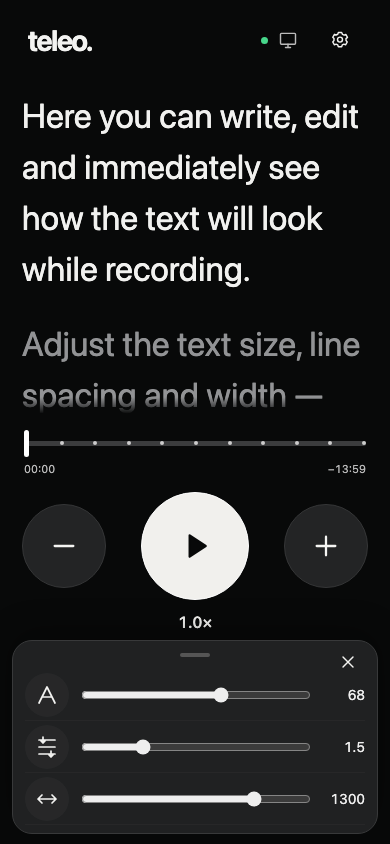 teleo.
Here you can write, edit
and immediately see
how the text will look
while recording.
Adjust the text size, line
spacing and width —
00:00
−13:59
1.0×
68
1.5
1300